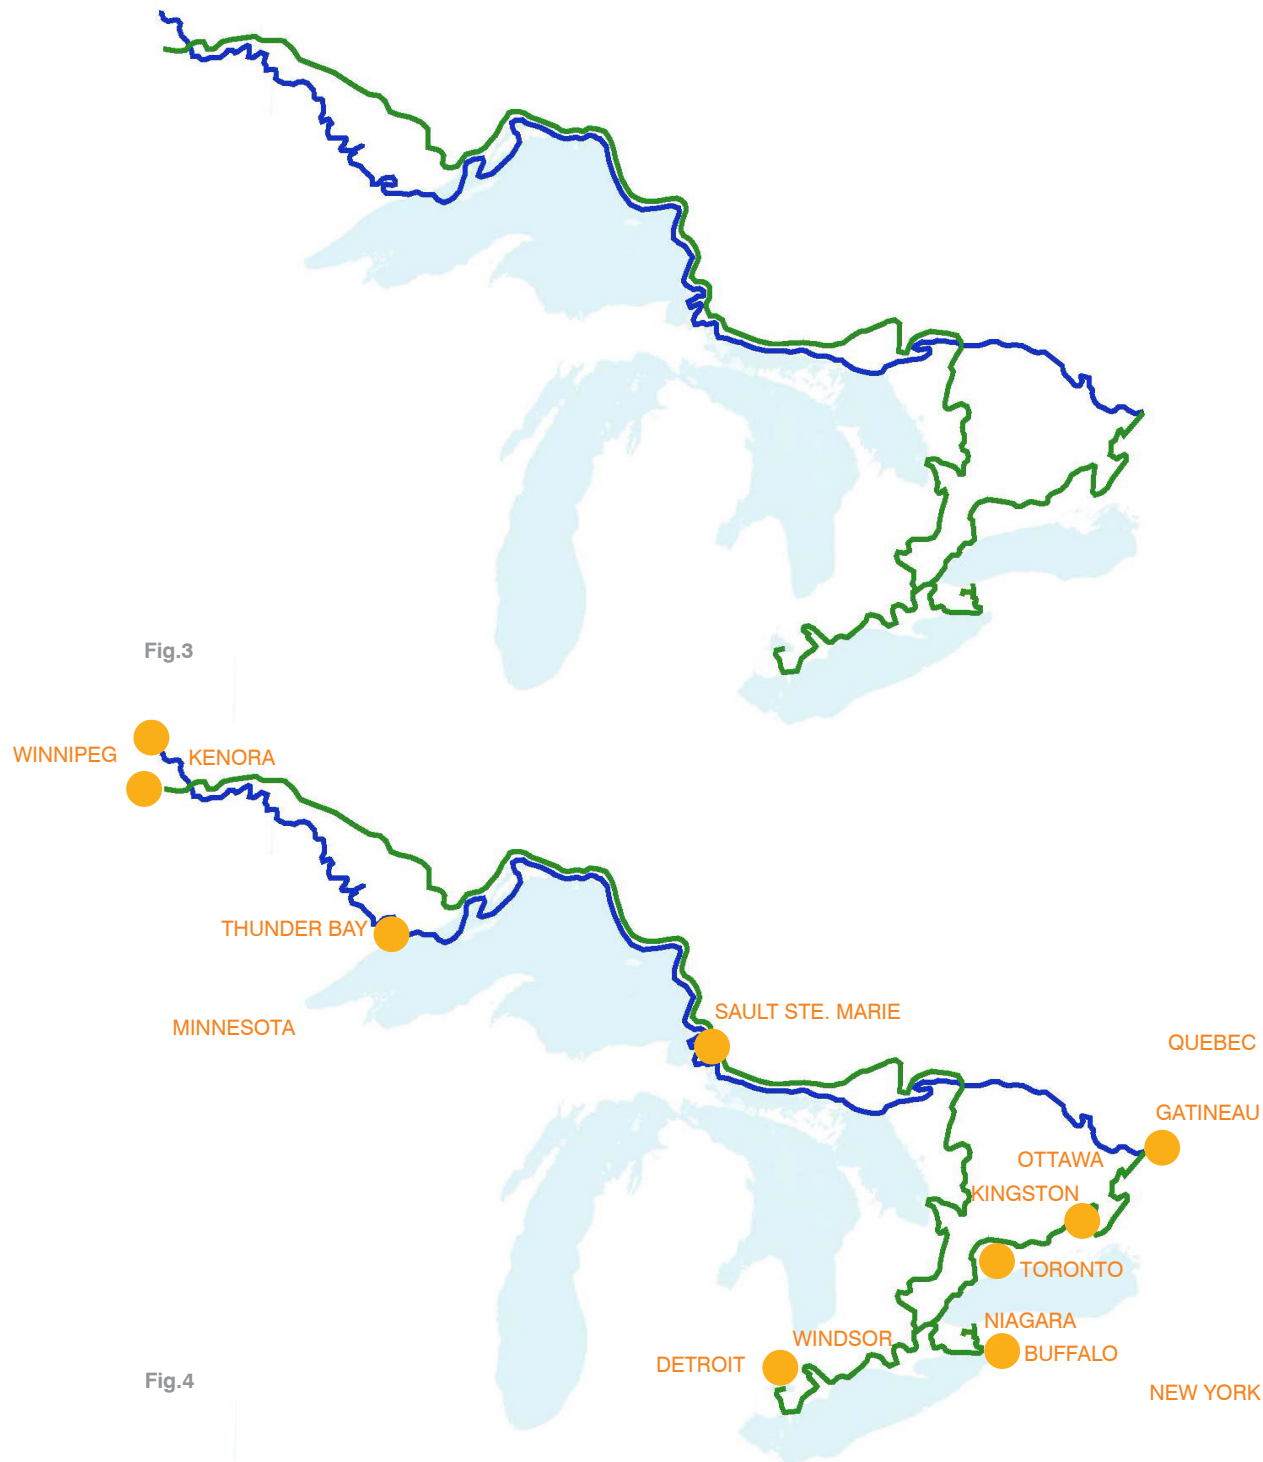 Fig.3
WINNIPEG
KENORA
THUNDER BAY
MINNESOTA
SAULT STE. MARIE
QUEBEC
GATINEAU
OTTAWA
KINGSTON
TORONTO
NIAGARA
WINDSOR
BUFFALO
DETROIT
Fig.4
NEW YORK